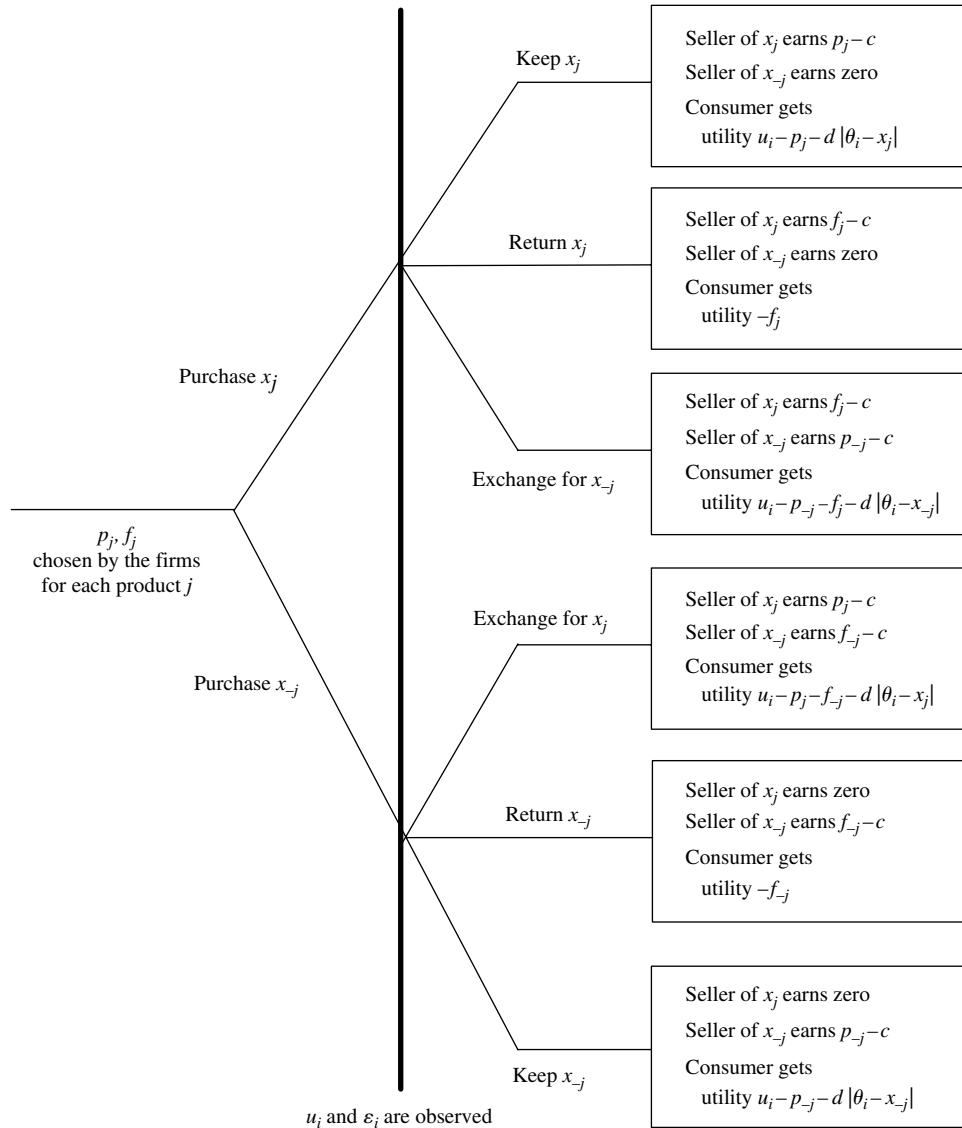 Keep x_j
Seller of x_j earns p_j – c
Seller of x_–j earns zero
Consumer gets
utility u_i – p_j – d |θ_i – x_j|
Return x_j
Seller of x_j earns f_j – c
Seller of x_–j earns zero
Consumer gets
utility –f_j
Purchase x_j
Exchange for x_–j
Seller of x_j earns f_j – c
Seller of x_–j earns p_–j – c
Consumer gets
utility u_i – p_–j – f_j – d |θ_i – x_–j|
p_j, f_j
chosen by the firms
for each product j
Exchange for x_j
Seller of x_j earns p_j – c
Seller of x_–j earns f_–j – c
Consumer gets
utility u_i – p_j – f_–j – d |θ_i – x_j|
Purchase x_–j
Return x_–j
Seller of x_j earns zero
Seller of x_–j earns f_–j – c
Consumer gets
utility –f_–j
Keep x_–j
Seller of x_j earns zero
Seller of x_–j earns p_–j – c
Consumer gets
utility u_i – p_–j – d |θ_i – x_–j|
u_i and ε_i are observed